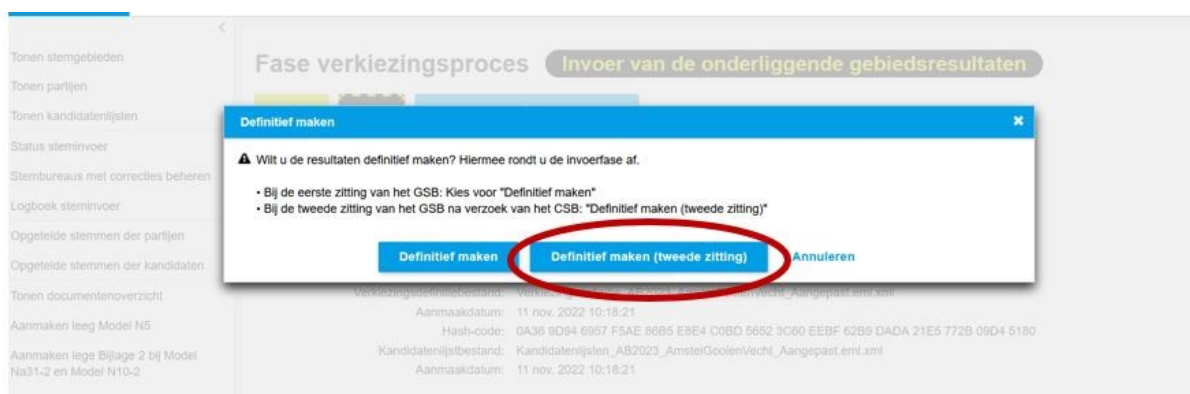 Tonen stemgebieden
Tonen partijen
Tonen kandidatenlijsten
Status steminvoer
Stembureaus met correcties beheren
Logboek steminvoer
Opgetelde stemmen der partijen
Opgetelde stemmen der kandidaten
Tonen documentenoverzicht
Aanmaken leeg Model N5
Aanmaken lege Bijlage 2 bij Model
Na31-2 en Model N10-2
Fase verkiezingsproces Invoer van de onderliggende gebiedsresultaten
Definitief maken
Wilt u de resultaten definitief maken? Hiermee rondt u de invoerfase af.
• Bij de eerste zitting van het GSB: Kies voor "Definitief maken"
• Bij de tweede zitting van het GSB na verzoek van het CSB: "Definitief maken (tweede zitting)"
Definitief maken Definitief maken (tweede zitting) Annuleren
Verkiezingsdefinitiebestand:
Aanmaakdatum: 11 nov. 2022 10:18:21
Hash-code: 0A36 9D94 6957 F5AE 86B5 E8E4 C0BD 5652 3C60 EEBF 62B9 DADA 21E5 772B 09D4 5180
Kandidatenlijstbestand: Kandidatenlijsten_AB2023_AmstelGooienVecht_Aangepast.eml.xml
Aanmaakdatum: 11 nov. 2022 10:18:21